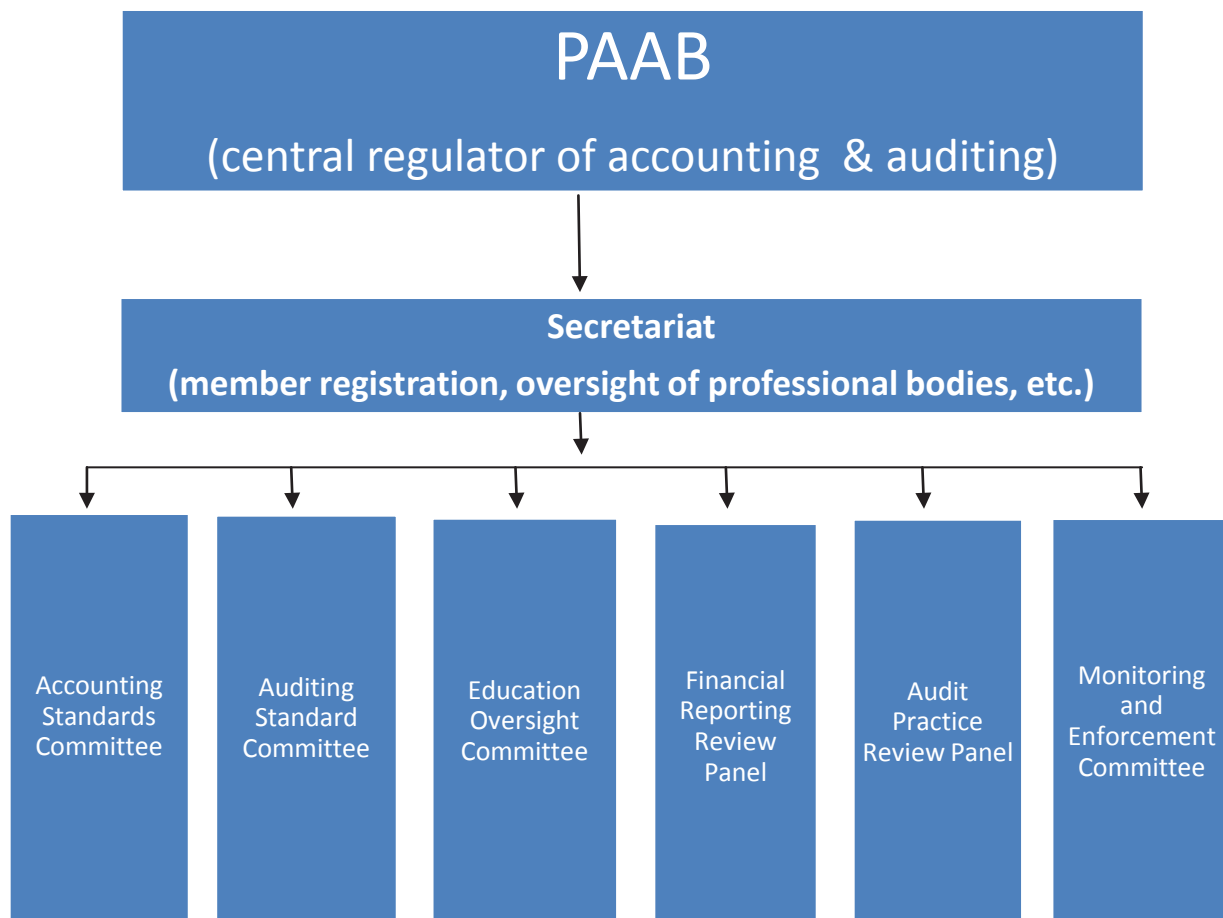 PAAB
(central regulator of accounting & auditing)
Secretariat
(member registration, oversight of professional bodies, etc.)
Accounting
Standards
Committee
Auditing
Standard
Committee
Education
Oversight
Committee
Financial
Reporting
Review
Panel
Audit
Practice
Review Panel
Monitoring
and
Enforcement
Committee